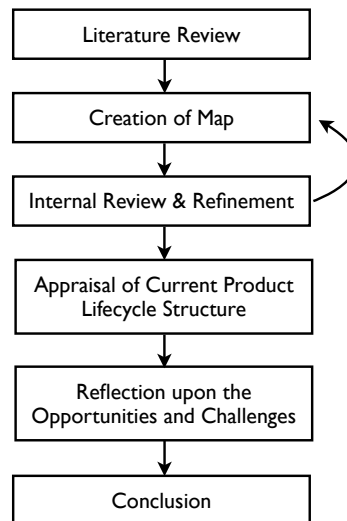 Literature Review
Creation of Map
Internal Review & Refinement
Appraisal of Current Product
Lifecycle Structure
Reflection upon the
Opportunities and Challenges
Conclusion